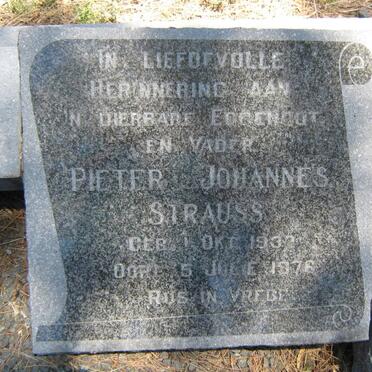 IN LIEFDEVOLLE
HERINNERING AAN
'N DIERBARE EGGENOOT
EN VADER
PIETER JOHANNES
STRAUSS
GEB. 1 OKT. 1937
OORL. 5 JULIE 1976
RUS IN VREDE